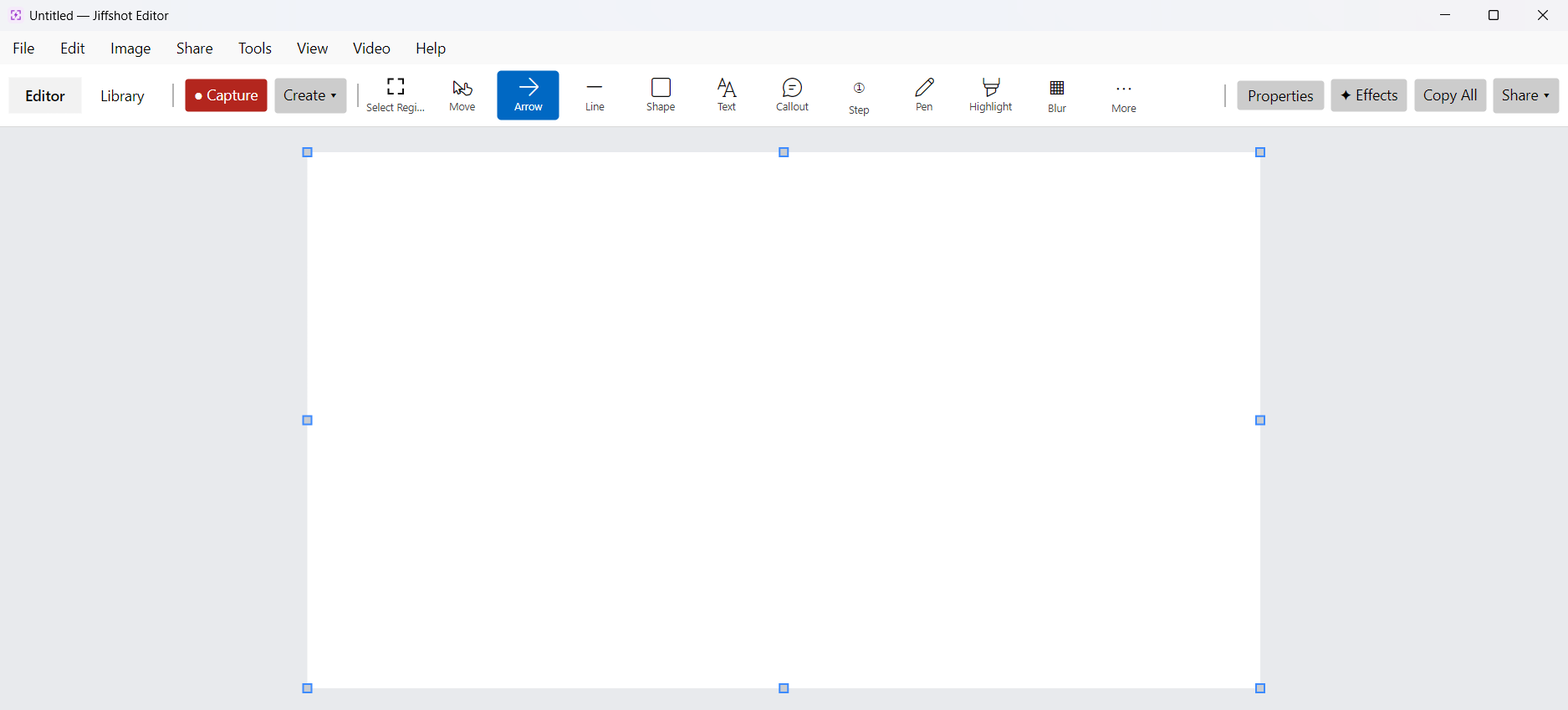 Untitled — Jiffshot Editor
File Edit Image Share Tools View Video Help
Editor Library Capture Create Select Regi... Move Arrow Line Shape Text Callout Step Pen Highlight Blur More Properties Effects Copy All Share